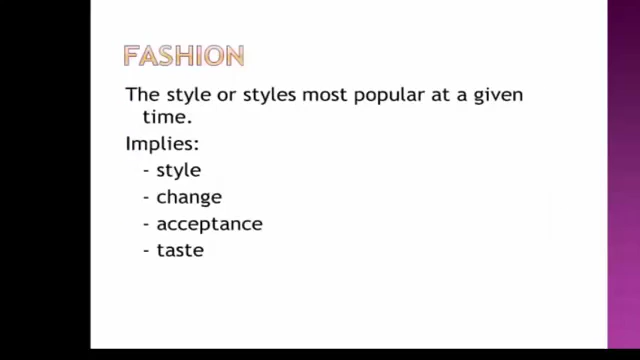 FASHION
The style or styles most popular at a given
time.
Implies:
- style
- change
- acceptance
- taste